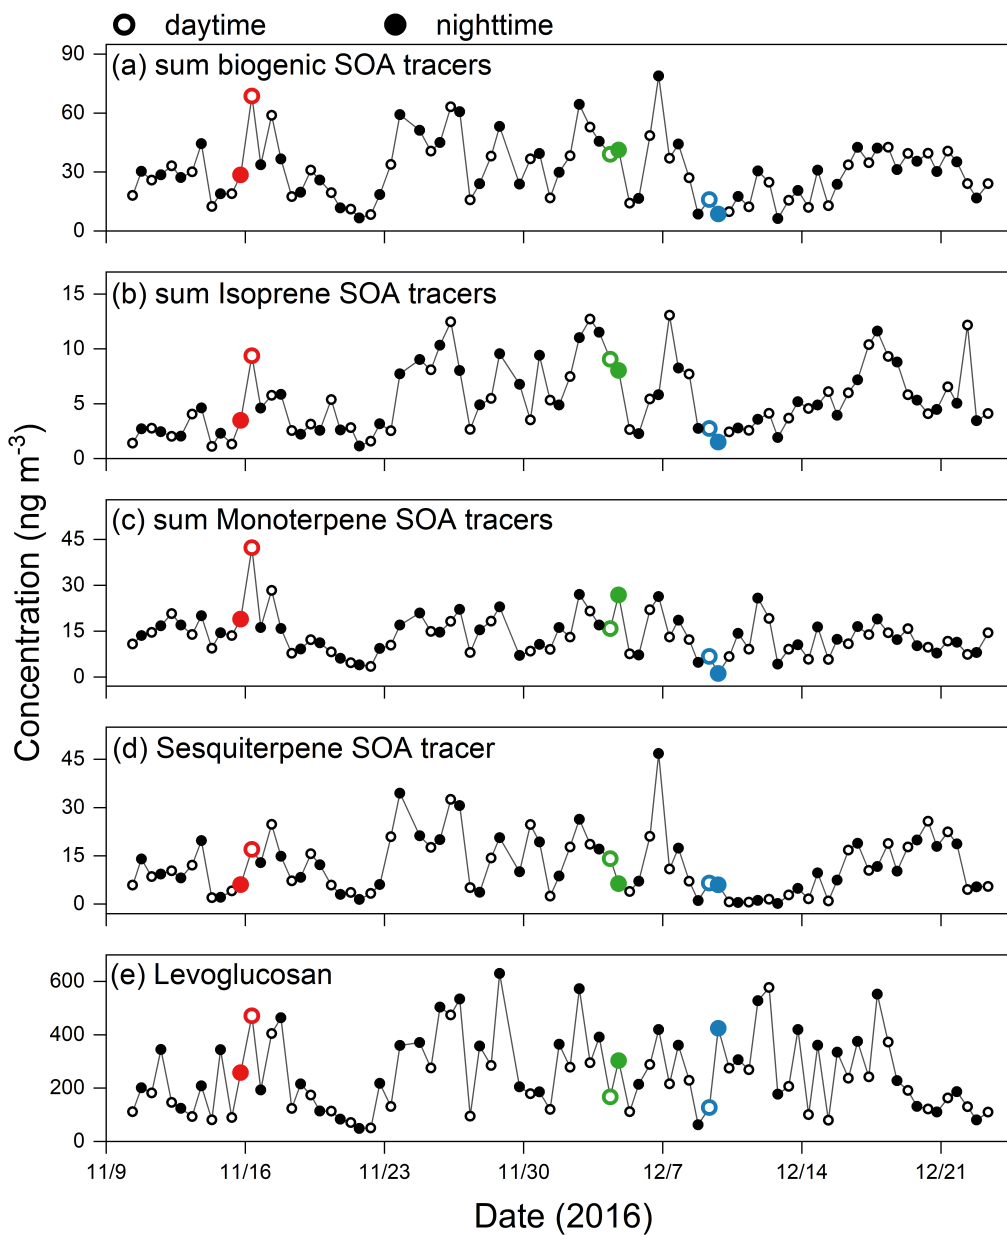 daytime nighttime
(a) sum biogenic SOA tracers
90
60
30
0
(b) sum Isoprene SOA tracers
15
10
5
0
(c) sum Monoterpene SOA tracers
45
30
15
0
(d) Sesquiterpene SOA tracer
45
30
15
0
(e) Levoglucosan
600
400
200
0
Concentration (ng m⁻³)
11/9 11/16 11/23 11/30 12/7 12/14 12/21
Date (2016)